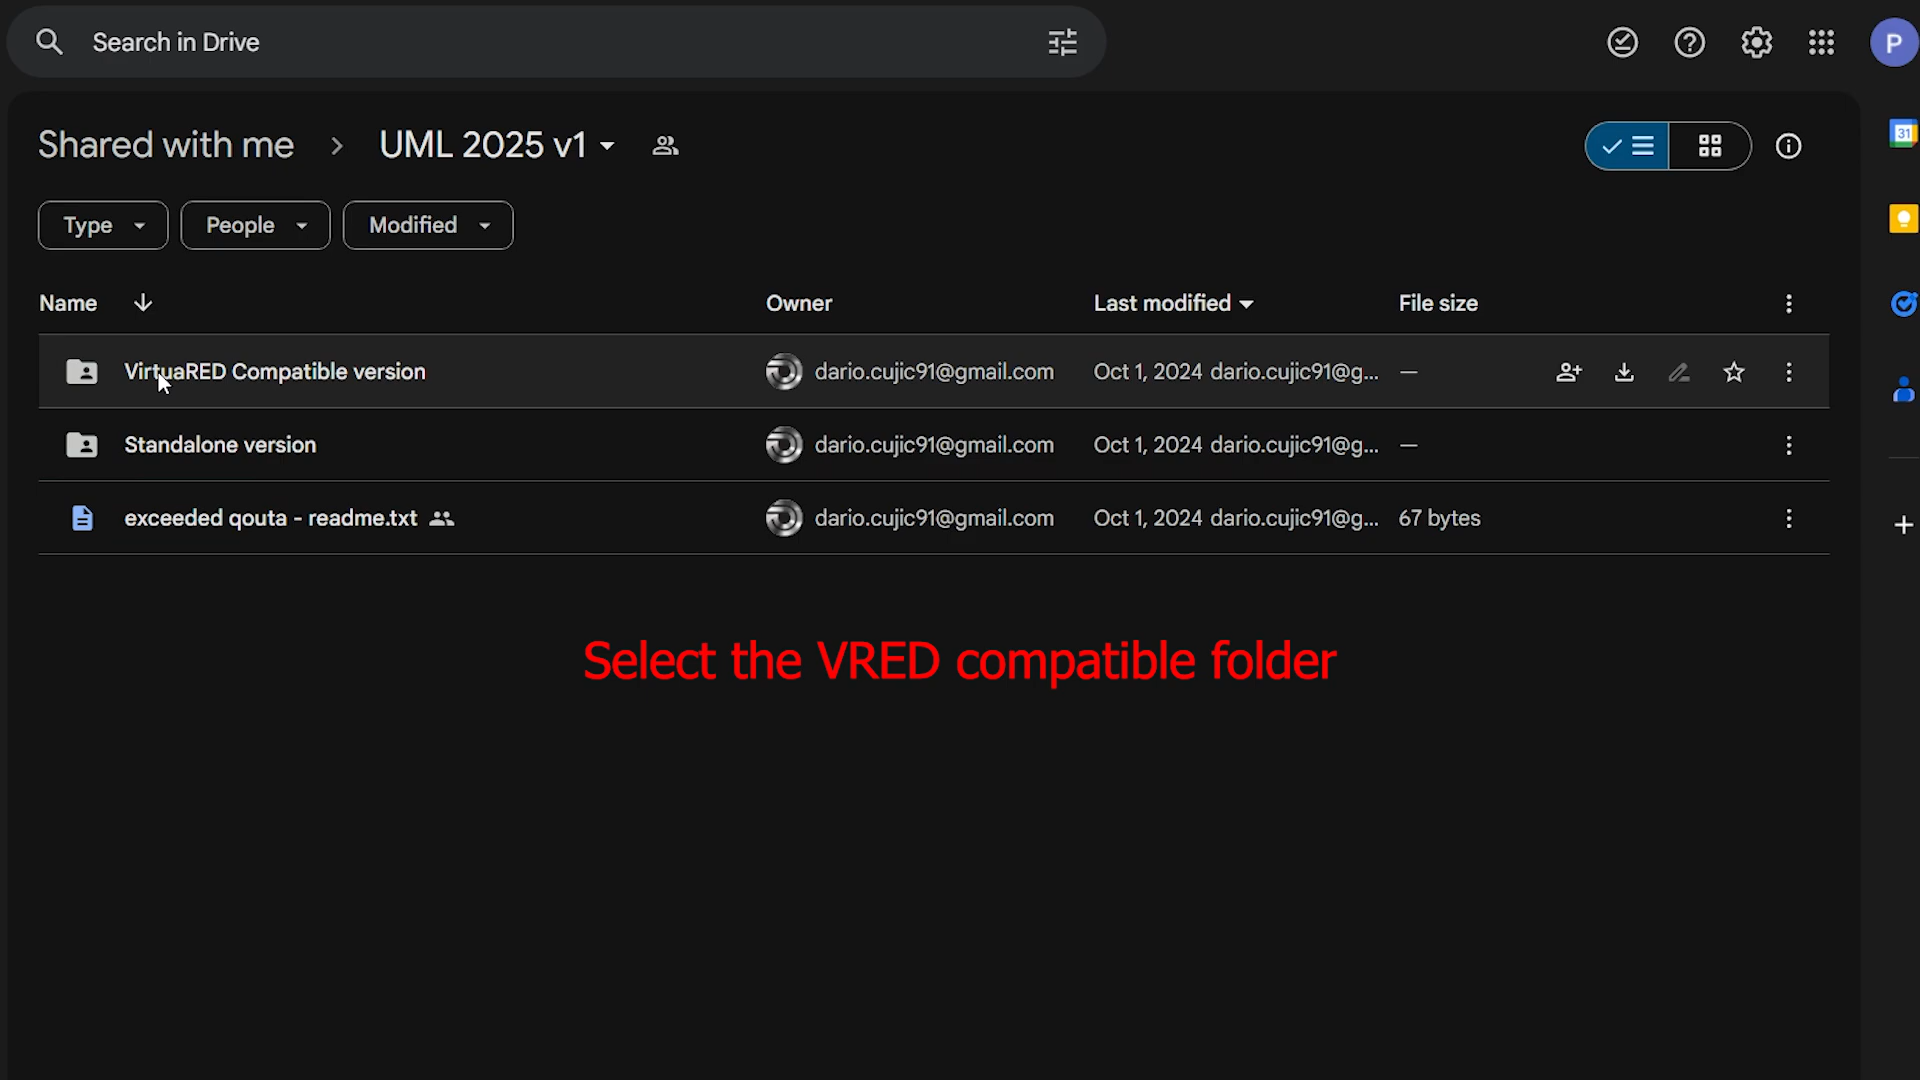 Search in Drive
P
Shared with me > UML 2025 v1
31
Type People Modified
Name Owner Last modified File size
VirtuaRED Compatible version dario.cujic91@gmail.com Oct 1, 2024 dario.cujic91@g... —
Standalone version dario.cujic91@gmail.com Oct 1, 2024 dario.cujic91@g... —
exceeded qouta - readme.txt dario.cujic91@gmail.com Oct 1, 2024 dario.cujic91@g... 67 bytes
Select the VRED compatible folder